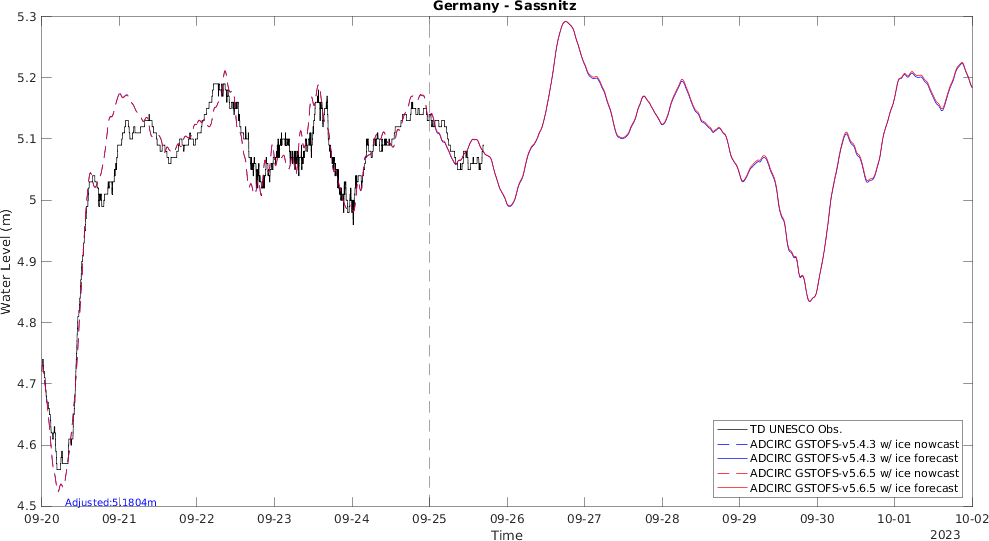 Germany - Sassnitz
5.3
5.2
5.1
5
4.9
4.8
4.7
4.6
4.5
Water Level (m)
TD UNESCO Obs.
ADCIRC GSTOFS-v5.4.3 w/ ice nowcast
ADCIRC GSTOFS-v5.4.3 w/ ice forecast
ADCIRC GSTOFS-v5.6.5 w/ ice nowcast
ADCIRC GSTOFS-v5.6.5 w/ ice forecast
Adjusted:5.1804m
09-20 09-21 09-22 09-23 09-24 09-25 09-26 09-27 09-28 09-29 09-30 10-01 10-02
Time 2023